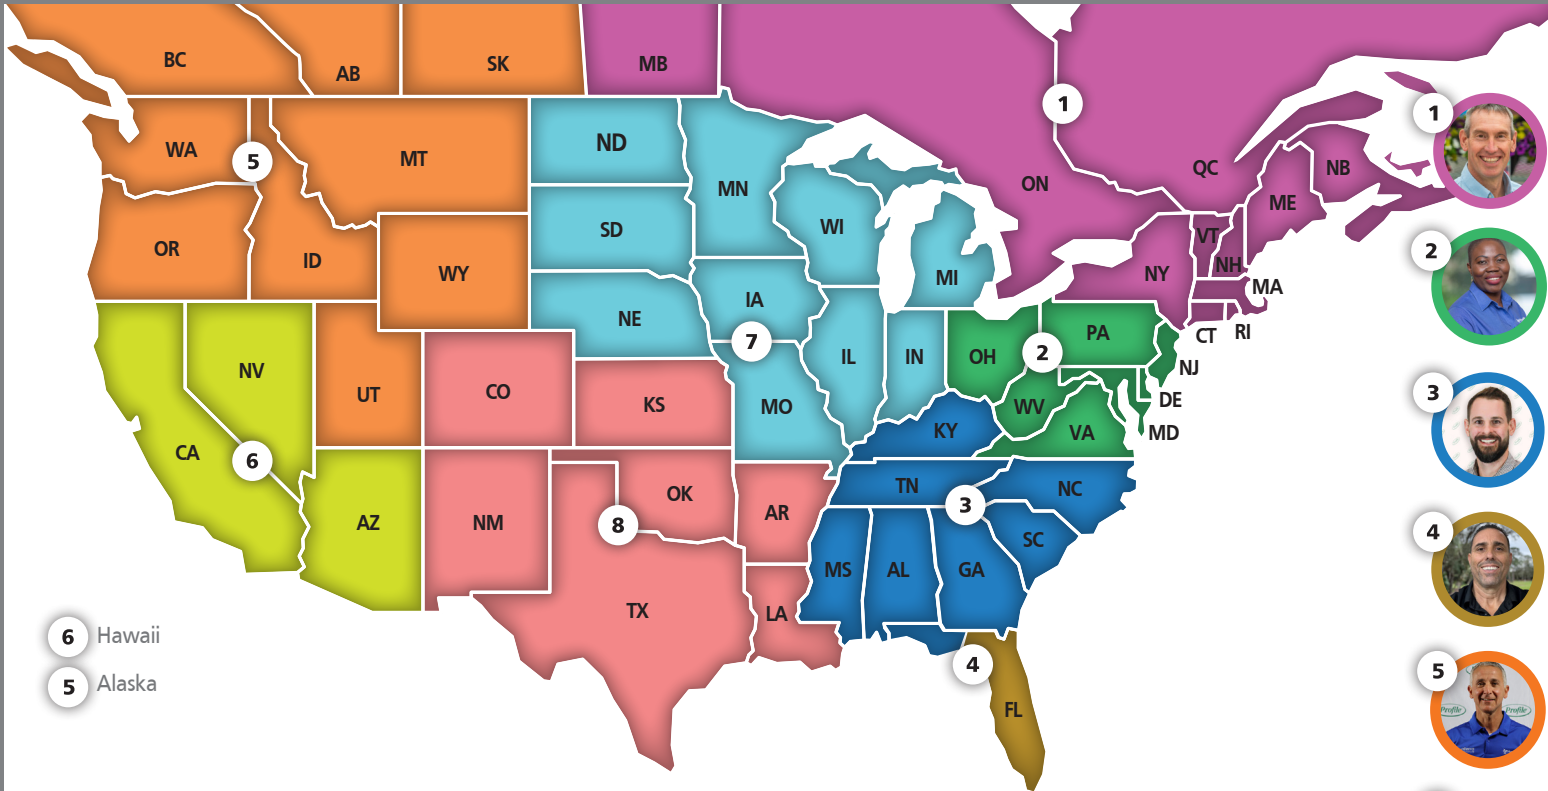 BC
AB
SK
MB
1
1
WA
5
MT
ND
MN
ON
QC
NB
ME
OR
ID
WY
SD
WI
MI
NY
VT
NH
MA
2
NE
IA
7
IL
IN
OH
2
PA
CT
RI
NJ
NV
UT
CO
KS
MO
KY
WV
VA
DE
MD
3
CA
6
AZ
NM
OK
8
AR
TN
3
NC
SC
4
TX
LA
MS
AL
GA
6 Hawaii
5 Alaska
4
FL
5
Profile
Profile